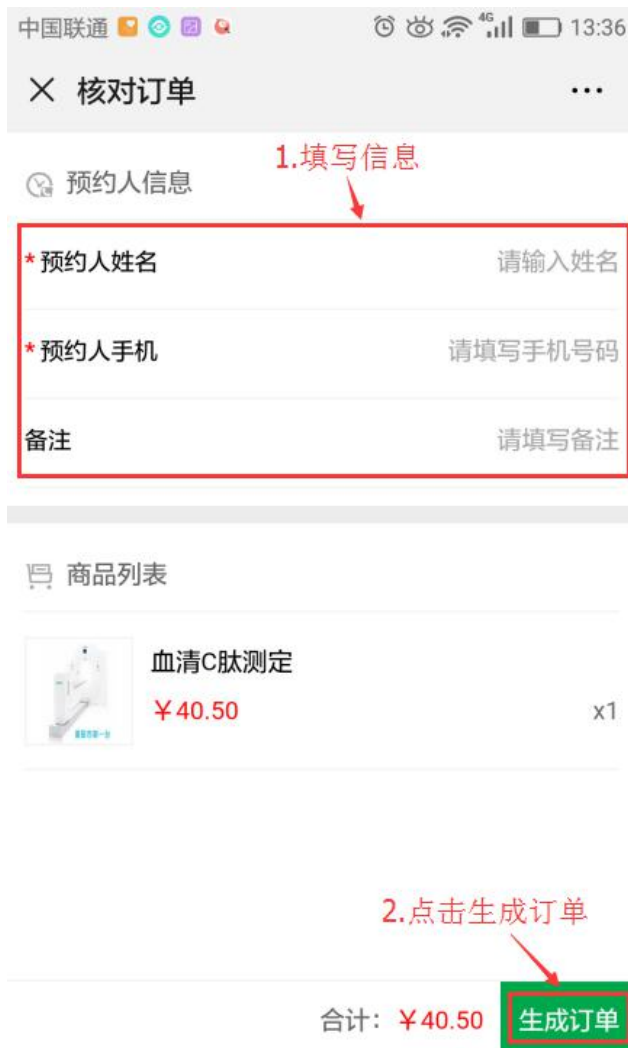 中国联通 4G 13:36
核对订单 ...
1.填写信息
预约人信息
*预约人姓名 请输入姓名
*预约人手机 请填写手机号码
备注 请填写备注
商品列表
血清C肽测定
￥40.50 x1
2.点击生成订单
合计：￥40.50 生成订单